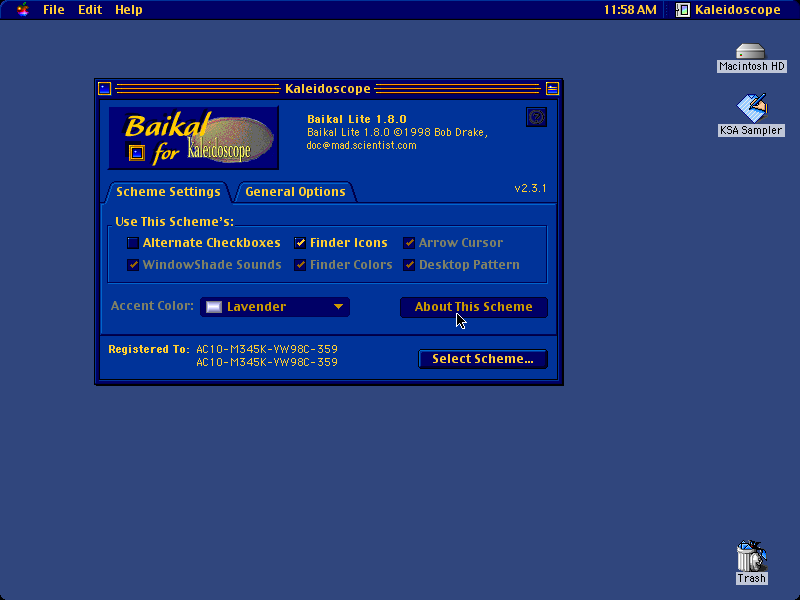 File Edit Help 11:58 AM Kaleidoscope
Macintosh HD
KSA Sampler
Kaleidoscope
Baikal
for Kaleidoscope
Baikal Lite 1.8.0
Baikal Lite 1.8.0 ©1998 Bob Drake,
doc@mad.scientist.com
Scheme Settings General Options v2.3.1
Use This Scheme's:
Alternate Checkboxes Finder Icons Arrow Cursor
WindowShade Sounds Finder Colors Desktop Pattern
Accent Color: Lavender About This Scheme
Registered To: AC10-M345K-VW98C-359
AC10-M345K-VW98C-359
Select Scheme...
Trash